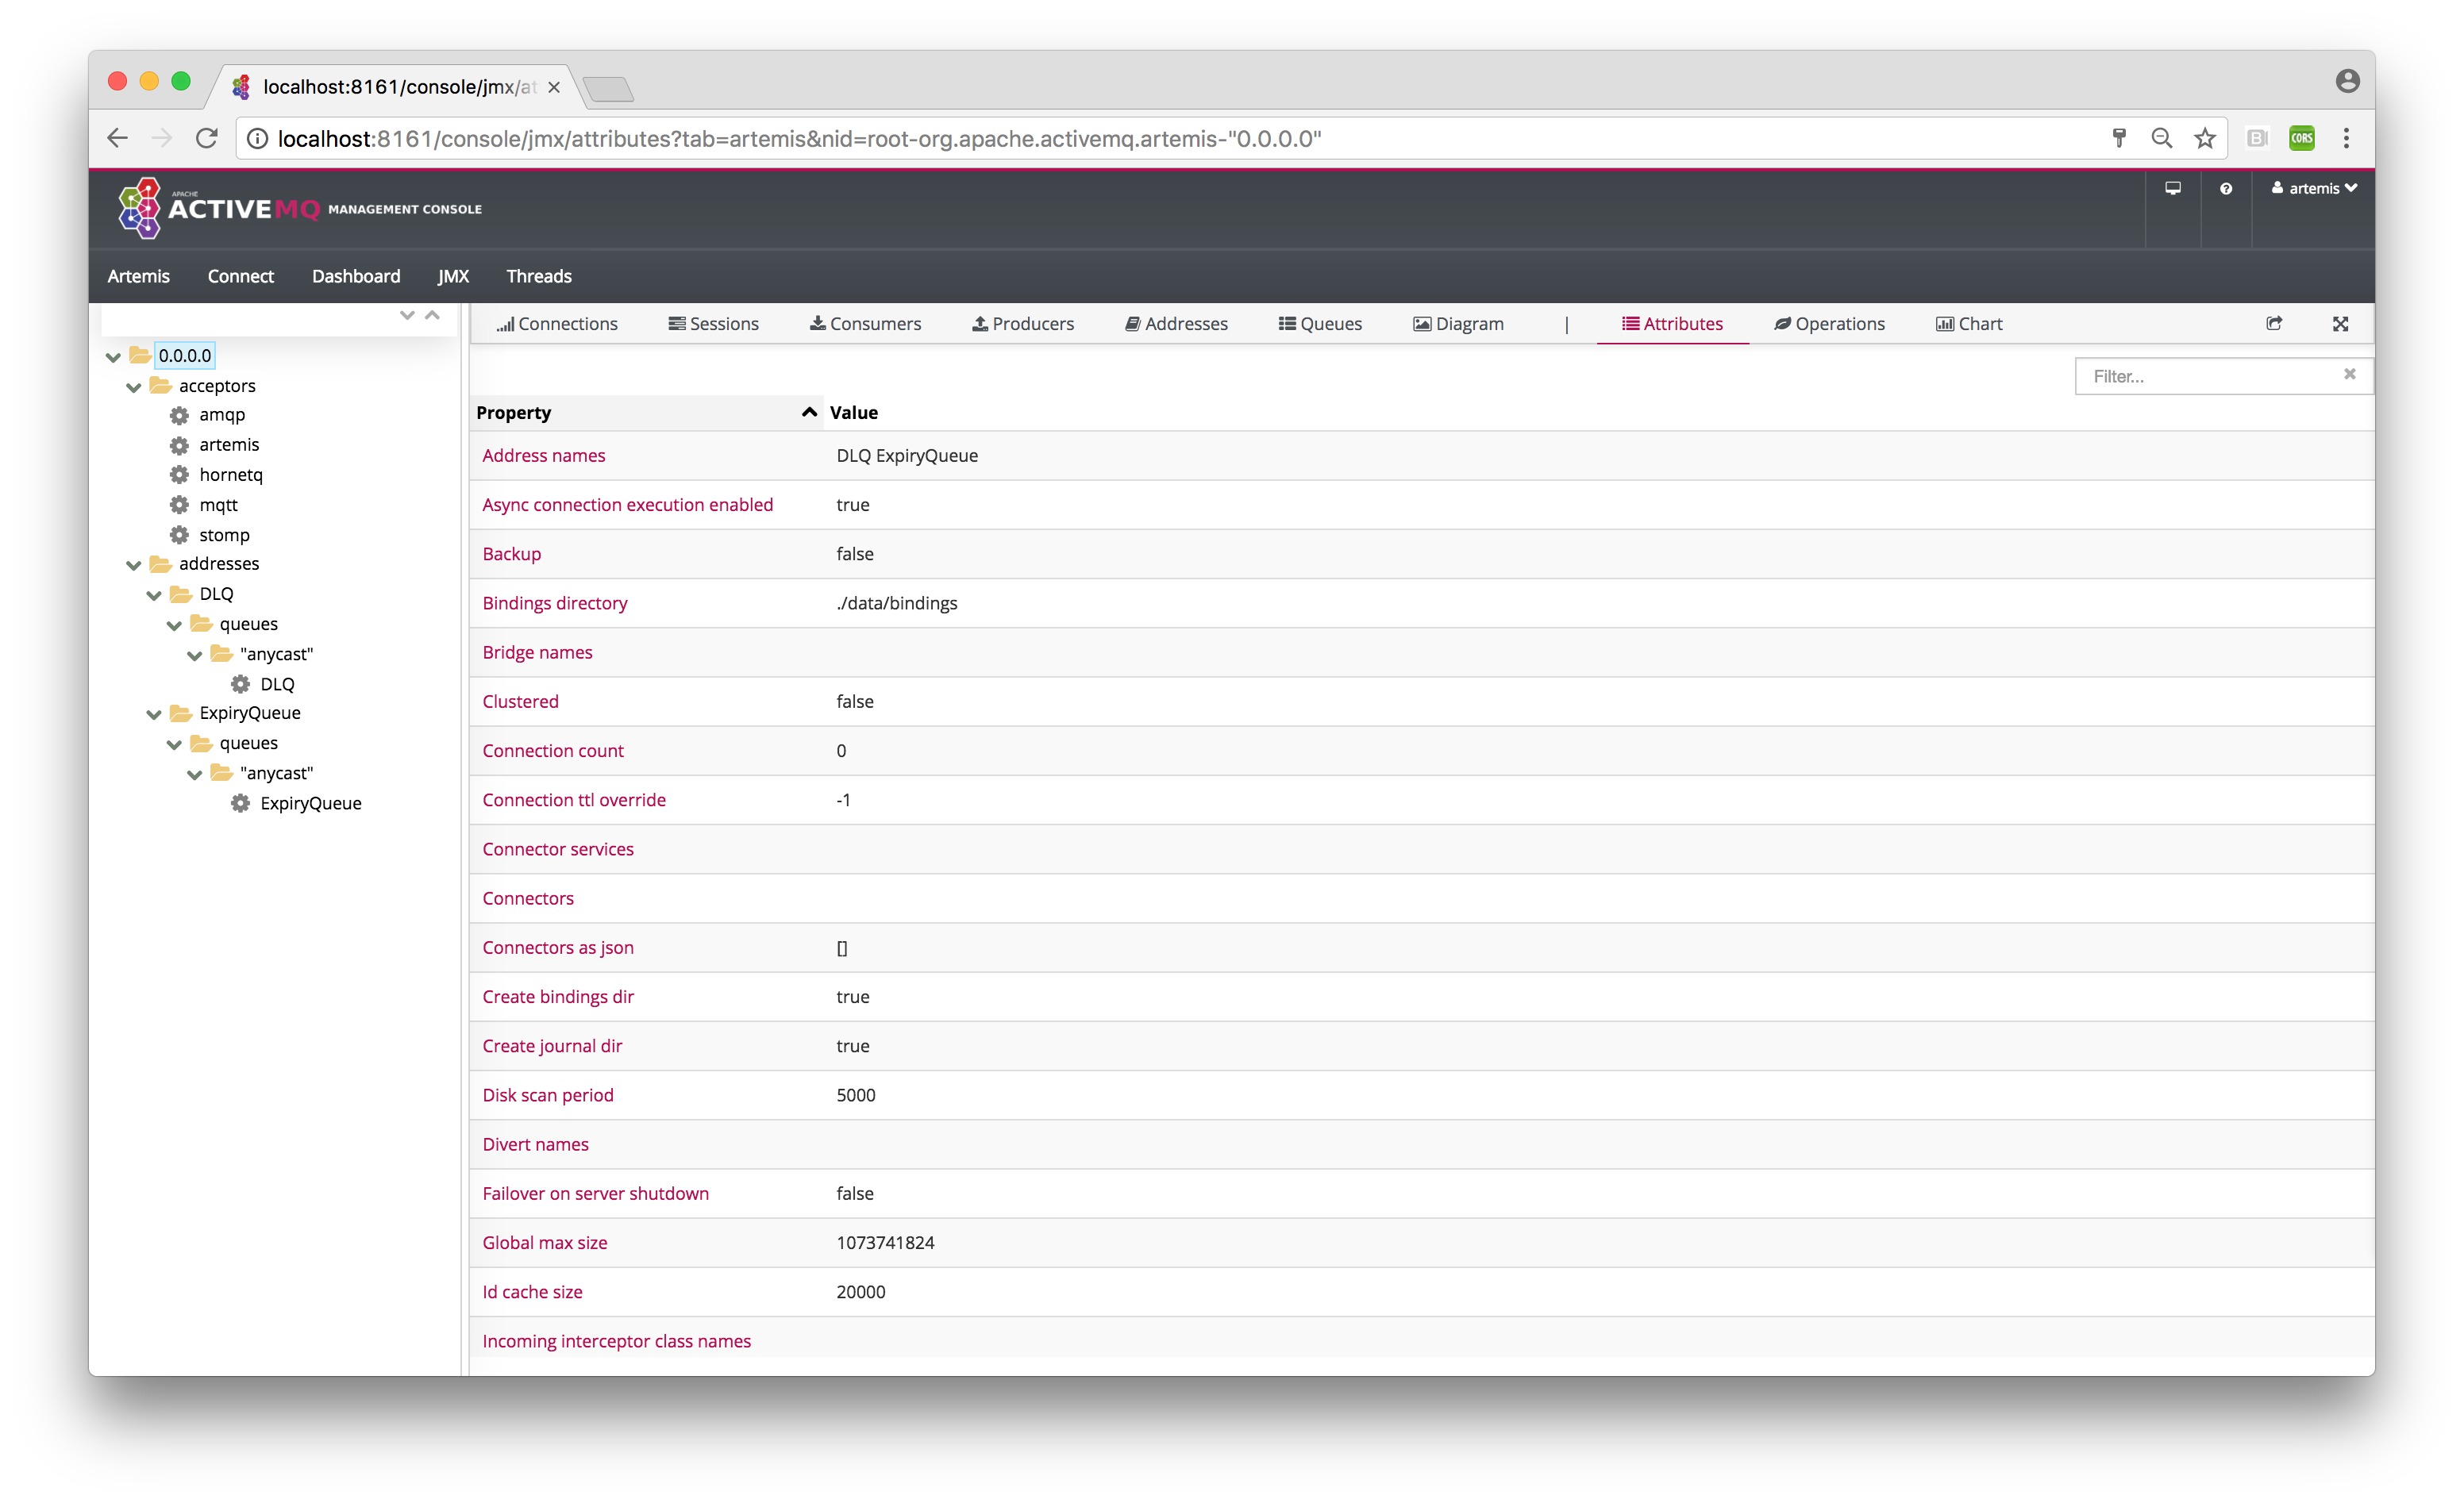 localhost:8161/console/jmx/at
localhost:8161/console/jmx/attributes?tab=artemis&nid=root-org.apache.activemq.artemis-"0.0.0.0"
CORS
APACHE
ACTIVEMQ MANAGEMENT CONSOLE
artemis
Artemis Connect Dashboard JMX Threads
Connections Sessions Consumers Producers Addresses Queues Diagram | Attributes Operations Chart
0.0.0.0
acceptors
amqp
artemis
hornetq
mqtt
stomp
addresses
DLQ
queues
"anycast"
DLQ
ExpiryQueue
queues
"anycast"
ExpiryQueue
Filter...
Property Value
Address names DLQ ExpiryQueue
Async connection execution enabled true
Backup false
Bindings directory ./data/bindings
Bridge names
Clustered false
Connection count 0
Connection ttl override -1
Connector services
Connectors
Connectors as json []
Create bindings dir true
Create journal dir true
Disk scan period 5000
Divert names
Failover on server shutdown false
Global max size 1073741824
Id cache size 20000
Incoming interceptor class names